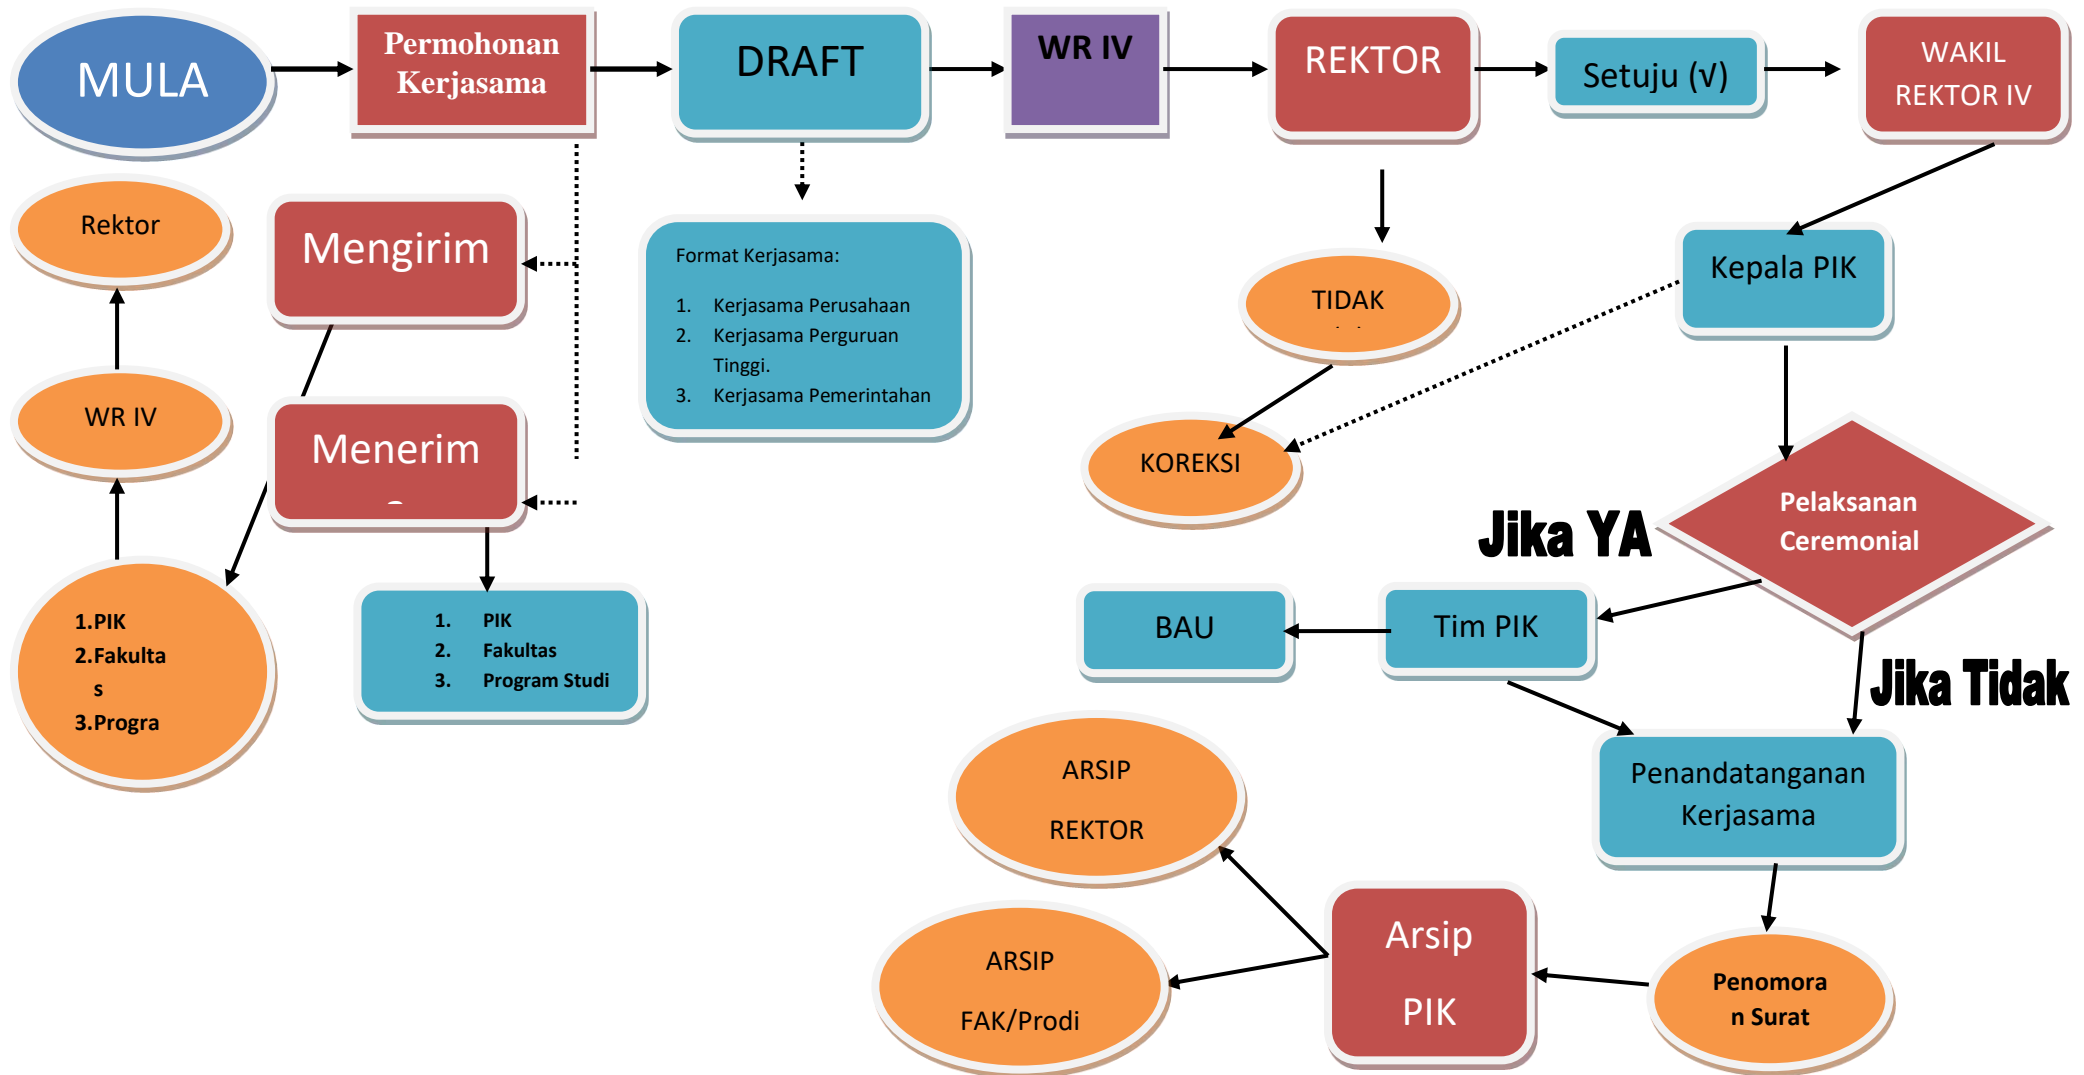 MULA
Permohonan
Kerjasama
DRAFT
WR IV
REKTOR
Setuju (√)
WAKIL
REKTOR IV
Rektor
Mengirim
Format Kerjasama:
1. Kerjasama Perusahaan
2. Kerjasama Perguruan
Tinggi.
3. Kerjasama Pemerintahan
TIDAK
Kepala PIK
WR IV
Menerim
KOREKSI
Pelaksanan
Ceremonial
Jika YA
1.PIK
2.Fakulta
s
3.Progra
1. PIK
2. Fakultas
3. Program Studi
BAU
Tim PIK
Jika Tidak
ARSIP
REKTOR
Penandatanganan
Kerjasama
ARSIP
FAK/Prodi
Arsip
PIK
Penomora
n Surat